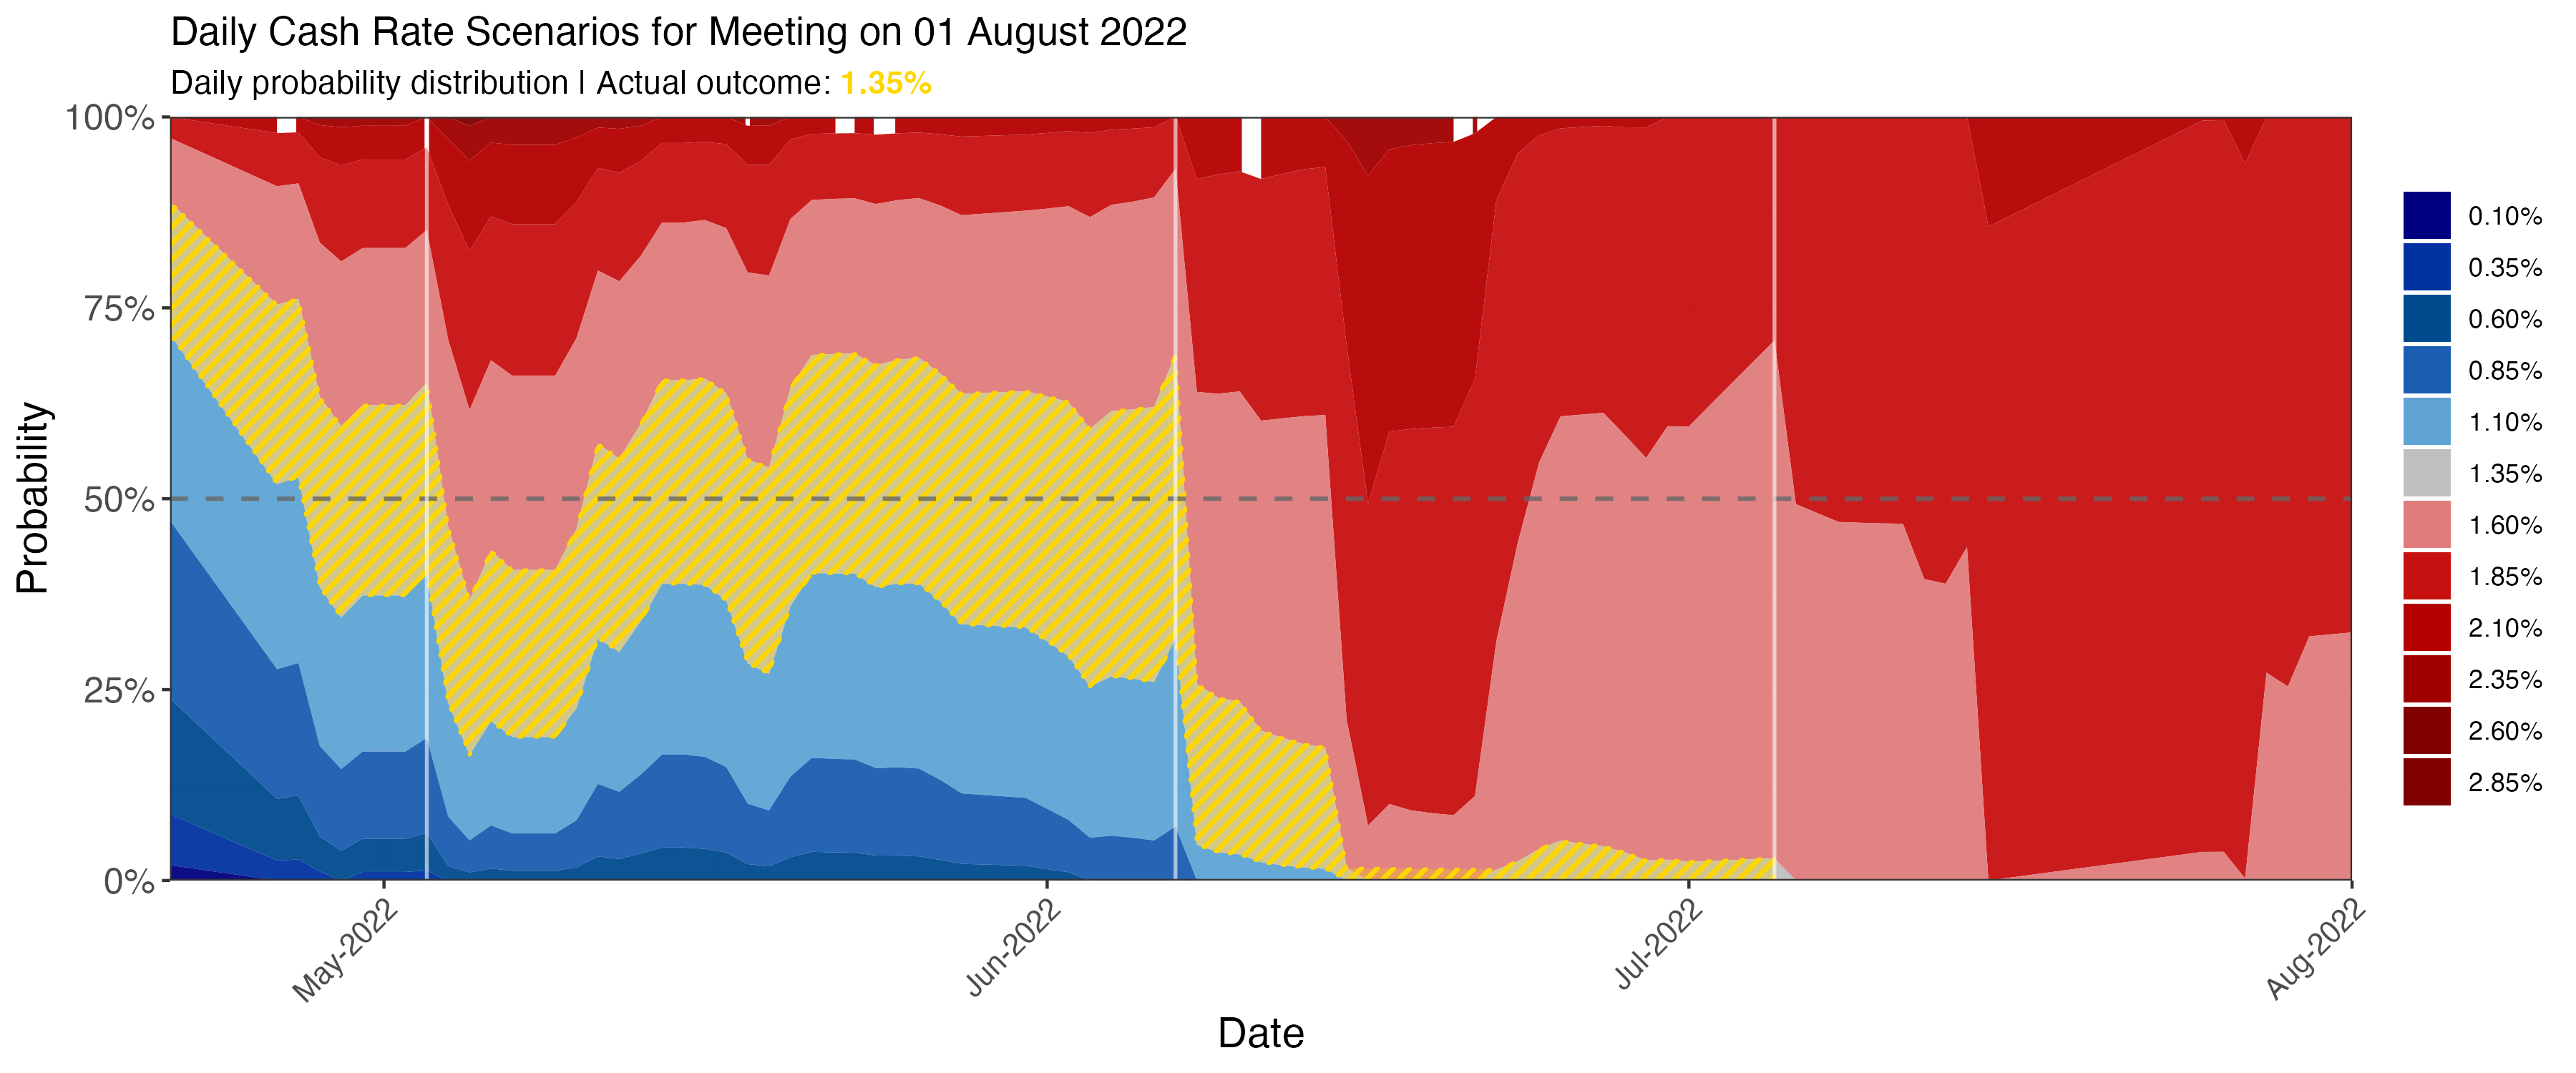 Daily Cash Rate Scenarios for Meeting on 01 August 2022
Daily probability distribution | Actual outcome: 1.35%
100%
75%
50%
25%
0%
Probability
May-2022
Jun-2022
Jul-2022
Aug-2022
Date
0.10%
0.35%
0.60%
0.85%
1.10%
1.35%
1.60%
1.85%
2.10%
2.35%
2.60%
2.85%